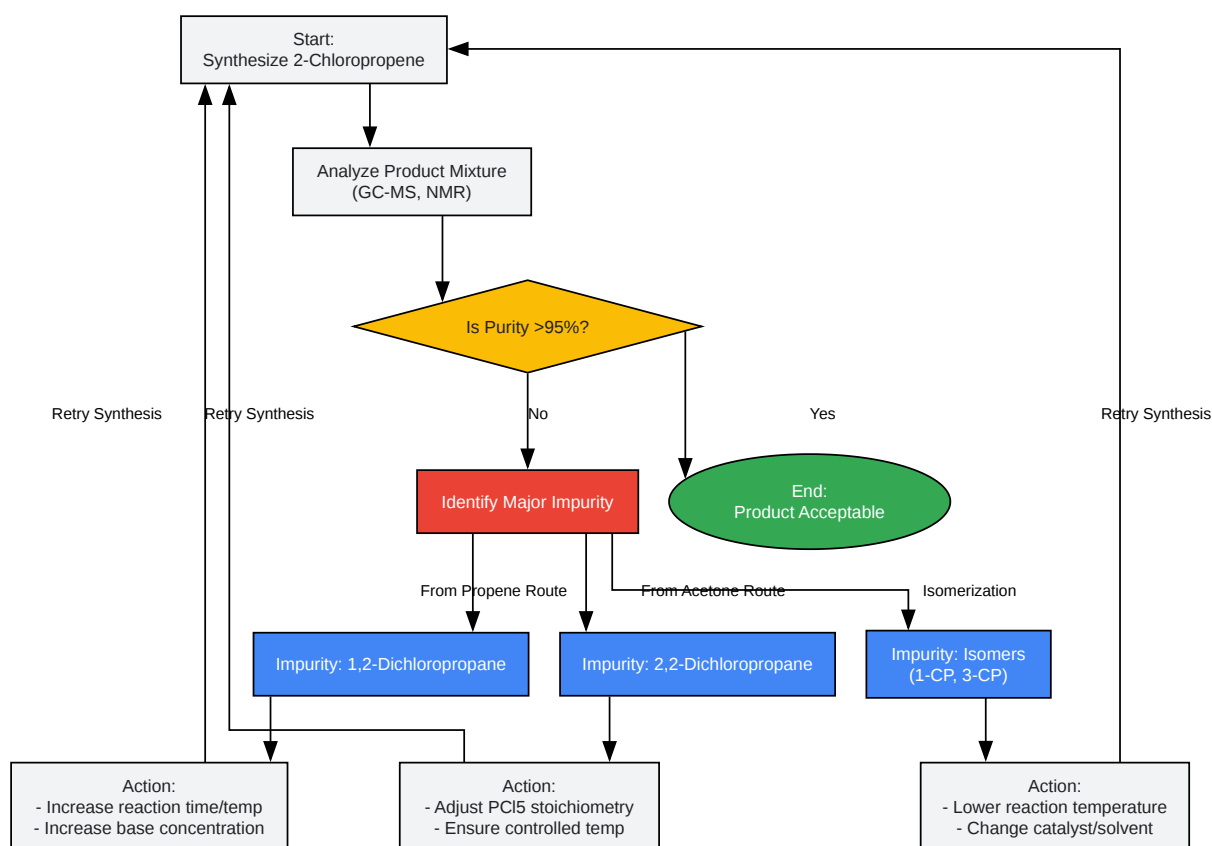 Start:
Synthesize 2-Chloropropene
Analyze Product Mixture
(GC-MS, NMR)
Is Purity >95%?
Retry Synthesis
Retry Synthesis
No
Yes
Retry Synthesis
Identify Major Impurity
End:
Product Acceptable
From Propene Route
From Acetone Route
Isomerization
Impurity: 1,2-Dichloropropane
Impurity: 2,2-Dichloropropane
Impurity: Isomers
(1-CP, 3-CP)
Action:
- Increase reaction time/temp
- Increase base concentration
Action:
- Adjust PCl5 stoichiometry
- Ensure controlled temp
Action:
- Lower reaction temperature
- Change catalyst/solvent